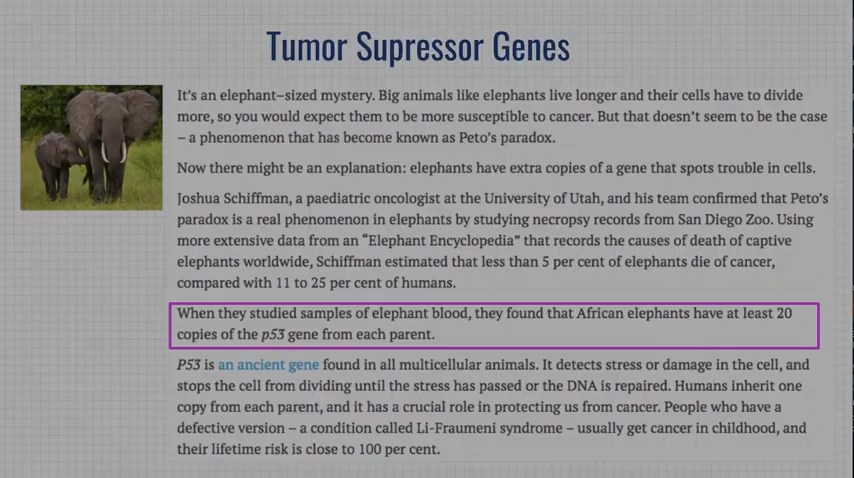 Tumor Supressor Genes
It's an elephant–sized mystery. Big animals like elephants live longer and their cells have to divide
more, so you would expect them to be more susceptible to cancer. But that doesn't seem to be the case
– a phenomenon that has become known as Peto's paradox.
Now there might be an explanation: elephants have extra copies of a gene that spots trouble in cells.
Joshua Schiffman, a paediatric oncologist at the University of Utah, and his team confirmed that Peto's
paradox is a real phenomenon in elephants by studying necropsy records from San Diego Zoo. Using
more extensive data from an “Elephant Encyclopedia” that records the causes of death of captive
elephants worldwide, Schiffman estimated that less than 5 per cent of elephants die of cancer,
compared with 11 to 25 per cent of humans.
When they studied samples of elephant blood, they found that African elephants have at least 20
copies of the p53 gene from each parent.
P53 is an ancient gene found in all multicellular animals. It detects stress or damage in the cell, and
stops the cell from dividing until the stress has passed or the DNA is repaired. Humans inherit one
copy from each parent, and it has a crucial role in protecting us from cancer. People who have a
defective version – a condition called Li-Fraumeni syndrome – usually get cancer in childhood, and
their lifetime risk is close to 100 per cent.